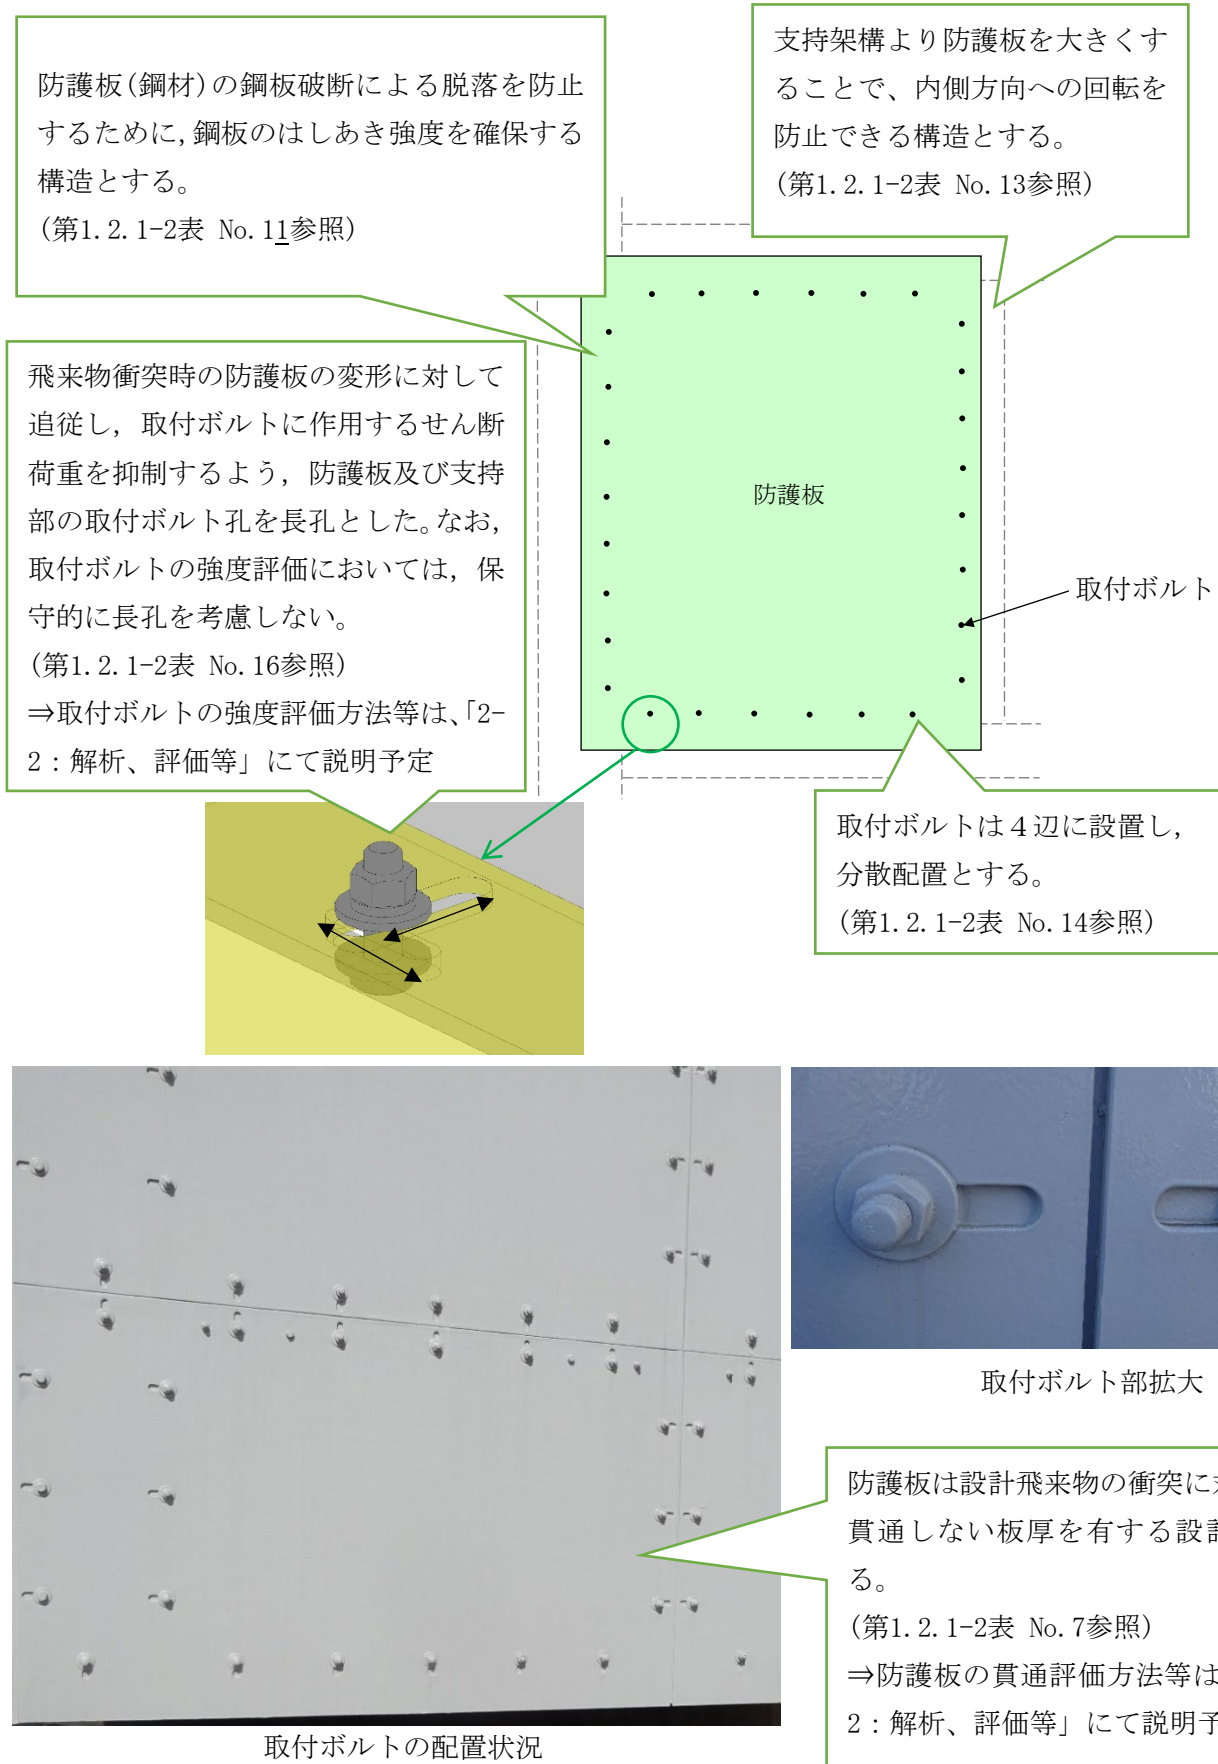 防護板(鋼材)の鋼板破断による脱落を防止
するために,鋼板のはしあき強度を確保する
構造とする。
(第1.2.1-2表 No.11参照)
支持架構より防護板を大きくす
ることで、内側方向への回転を
防止できる構造とする。
(第1.2.1-2表 No.13参照)
飛来物衝突時の防護板の変形に対して
追従し，取付ボルトに作用するせん断
荷重を抑制するよう，防護板及び支持
部の取付ボルト孔を長孔とした。なお,
取付ボルトの強度評価においては，保
守的に長孔を考慮しない。
(第1.2.1-2表 No.16参照)
⇒取付ボルトの強度評価方法等は、「2-
2：解析、評価等」にて説明予定
防護板
取付ボルト
取付ボルトは４辺に設置し，
分散配置とする。
(第1.2.1-2表 No.14参照)
取付ボルト部拡大
防護板は設計飛来物の衝突に
貫通しない板厚を有する設
る。
(第1.2.1-2表 No.7参照)
⇒防護板の貫通評価方法等は
2：解析、評価等」にて説明予
取付ボルトの配置状況